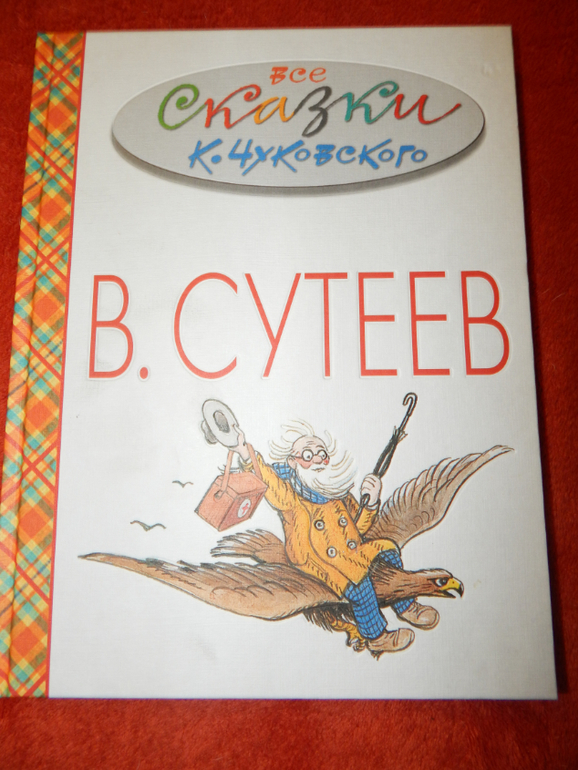 все
сказки
К. Чуковского
В. СУТЕЕВ